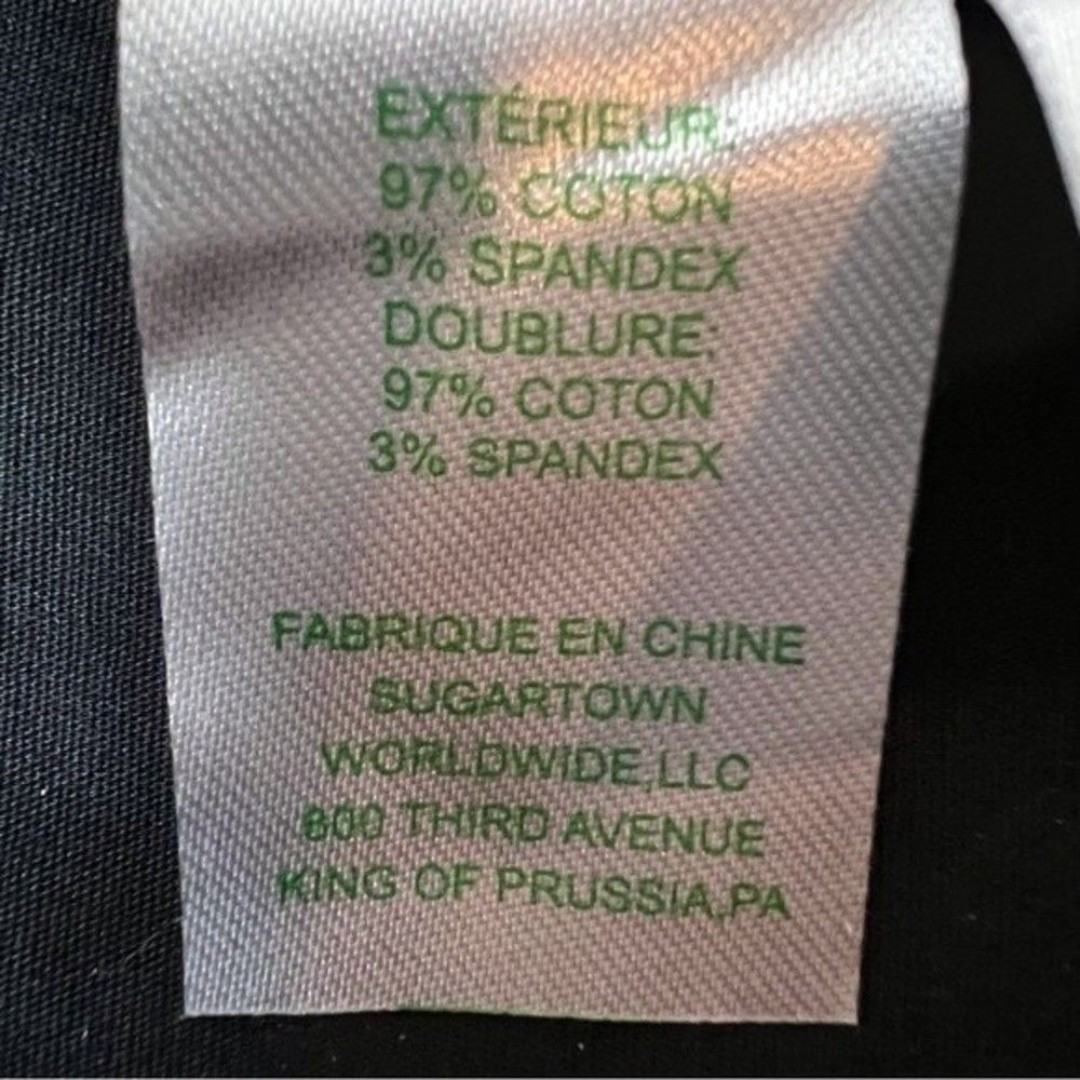 EXTÉRIEUR:
97% COTON
3% SPANDEX
DOUBLURE:
97% COTON
3% SPANDEX
FABRIQUE EN CHINE
SUGARTOWN
WORLDWIDE,LLC
800 THIRD AVENUE
KING OF PRUSSIA,PA